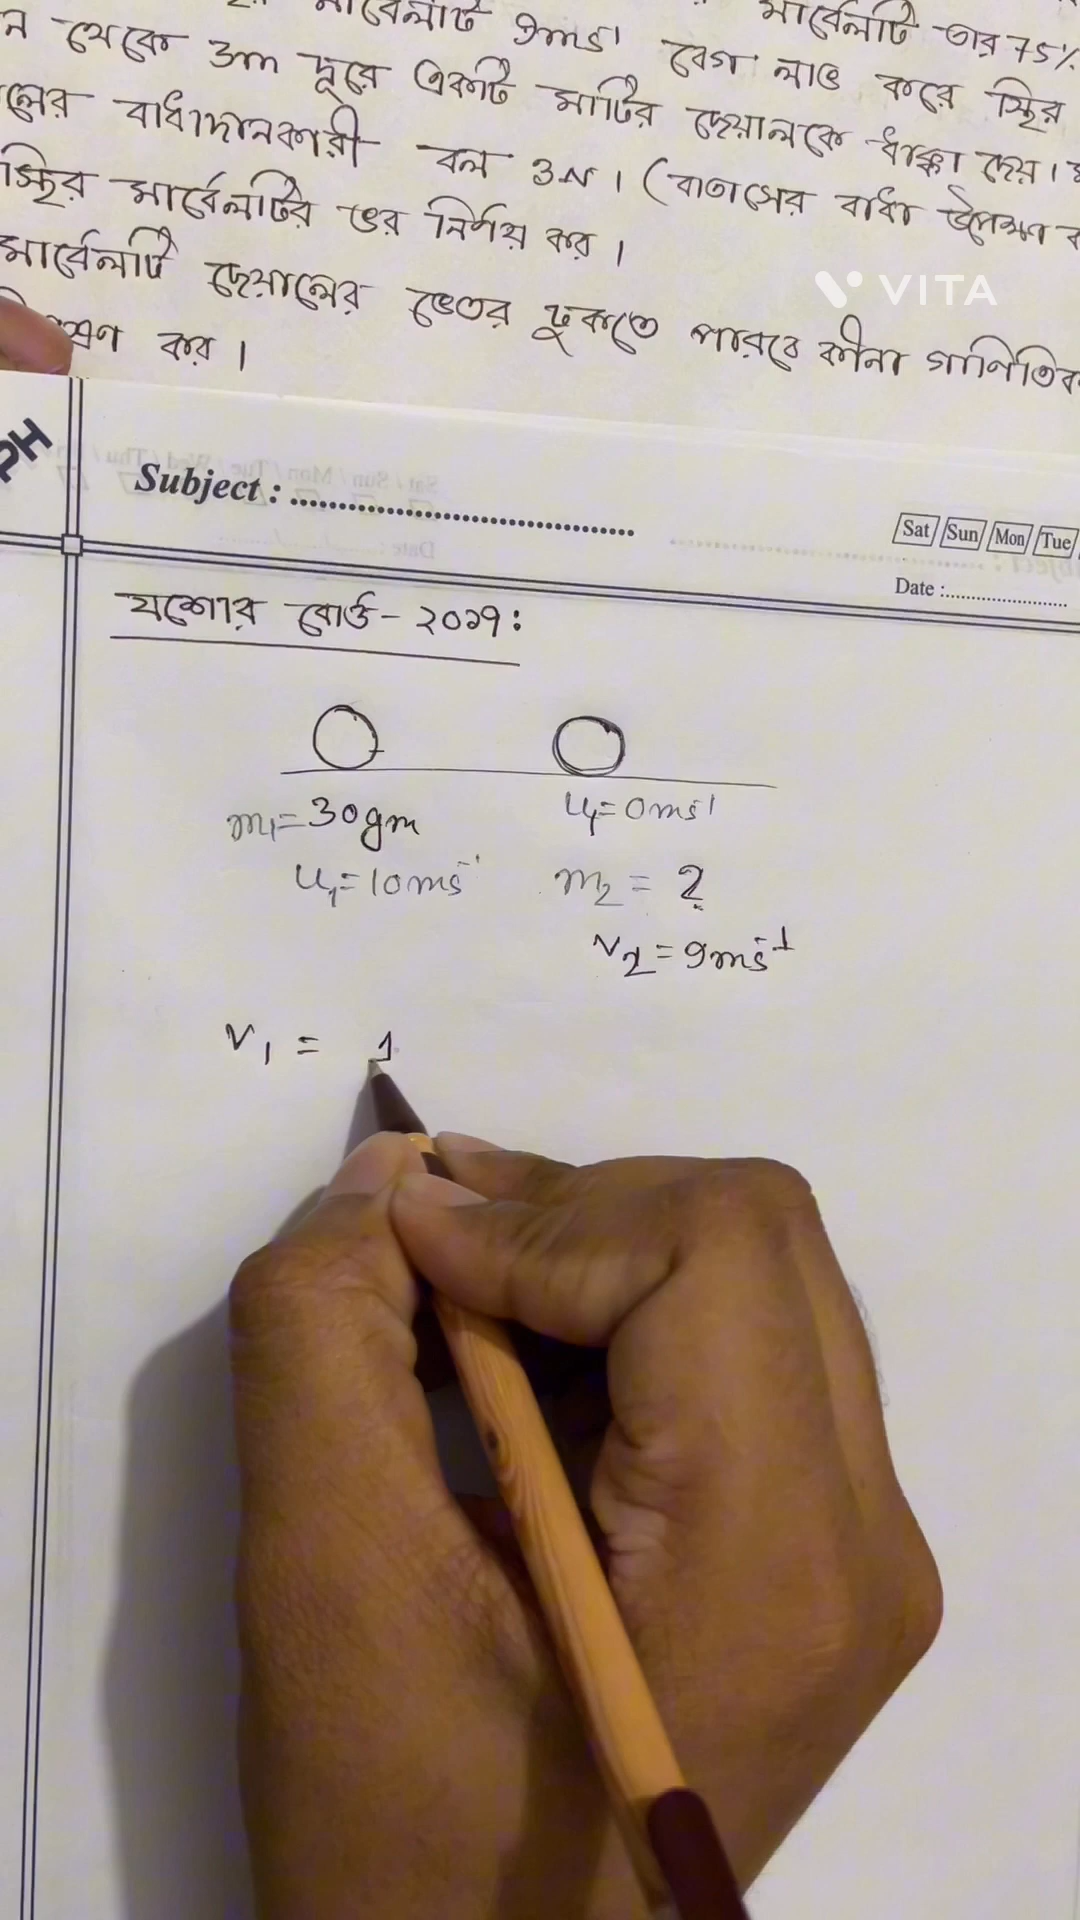 মার্বেলটি 9ms⁻¹ মার্বেলটি তার 75%
থেকে 3m দূরে একটি মাটির দেয়ালকে ধাক্কা দেয়।
বেগ লাভ করে স্থির
বাধাদানকারী বল 3N। (বাতাসের বাধা উপেক্ষা
স্থির মার্বেলটির ভর নির্ণয় কর।
মার্বেলটি দেয়ালের ভেতর ঢুকতে পারবে কীনা গাণিতিক
কর।
VITA
Subject :
Sat Sun Mon Tue
Date :
যশোর বোর্ড - ২০১৭:
m₁ = 30gm
u₁ = 10ms⁻¹
u₂ = 0ms⁻¹
m₂ = ?
v₂ = 9ms⁻¹
v₁ = 1